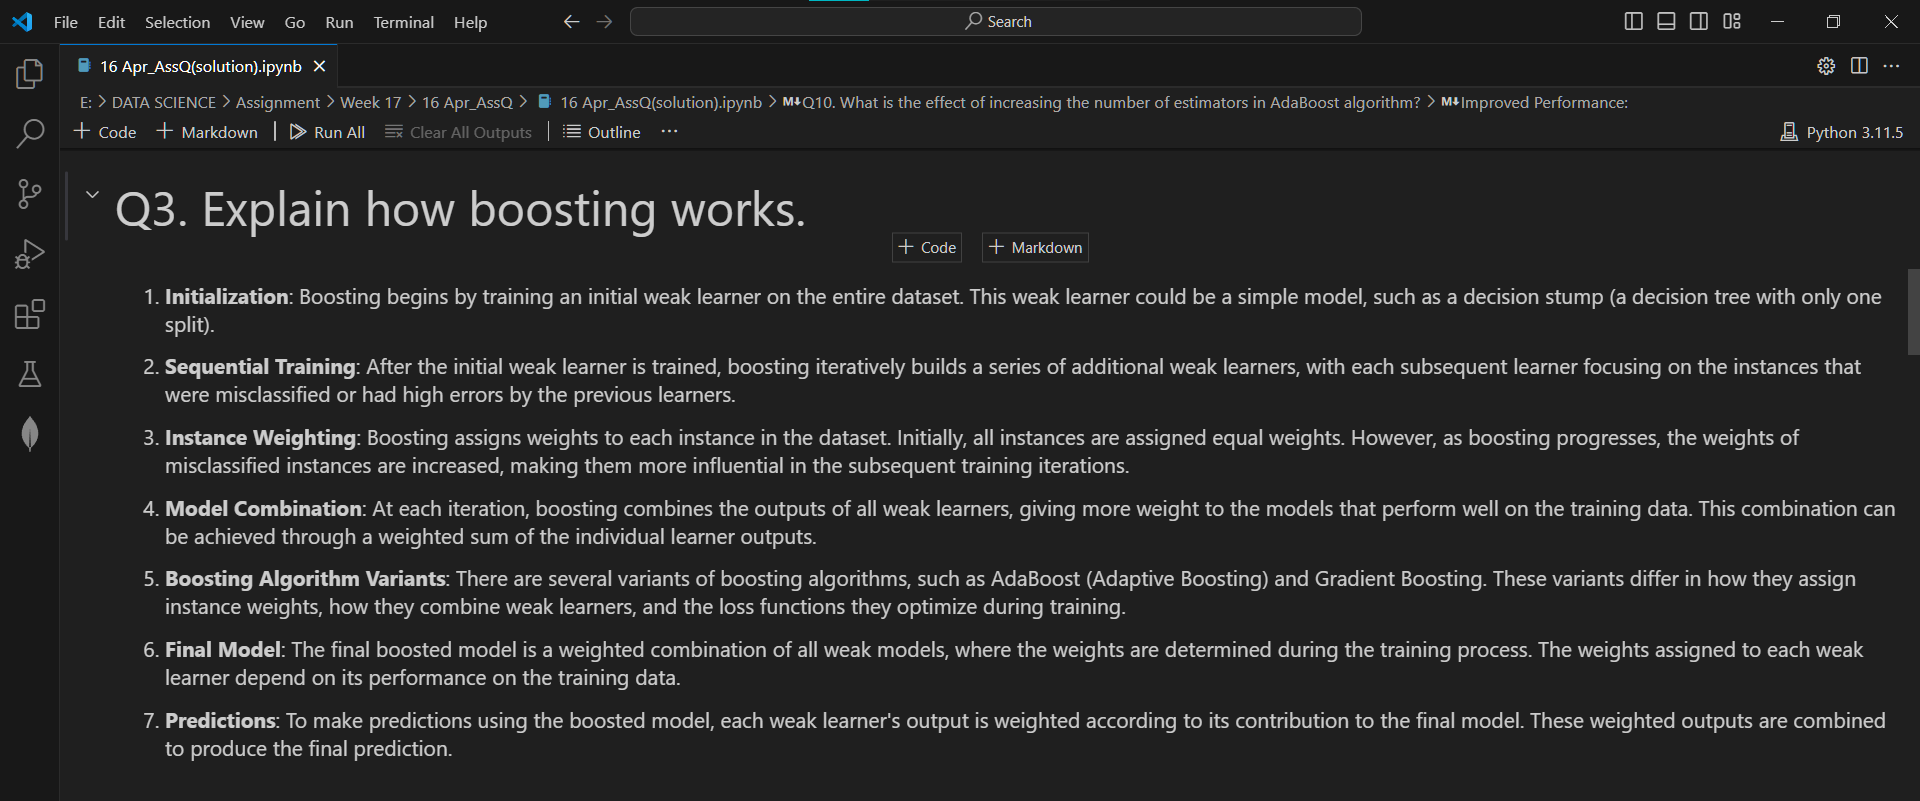 File Edit Selection View Go Run Terminal Help
Search
16 Apr_AssQ(solution).ipynb
E: > DATA SCIENCE > Assignment > Week 17 > 16 Apr_AssQ > 16 Apr_AssQ(solution).ipynb > M↓Q10. What is the effect of increasing the number of estimators in AdaBoost algorithm? > M↓Improved Performance:
+ Code + Markdown | Run All Clear All Outputs | Outline ···
Python 3.11.5
Q3. Explain how boosting works.
+ Code + Markdown
1. Initialization: Boosting begins by training an initial weak learner on the entire dataset. This weak learner could be a simple model, such as a decision stump (a decision tree with only one
split).
2. Sequential Training: After the initial weak learner is trained, boosting iteratively builds a series of additional weak learners, with each subsequent learner focusing on the instances that
were misclassified or had high errors by the previous learners.
3. Instance Weighting: Boosting assigns weights to each instance in the dataset. Initially, all instances are assigned equal weights. However, as boosting progresses, the weights of
misclassified instances are increased, making them more influential in the subsequent training iterations.
4. Model Combination: At each iteration, boosting combines the outputs of all weak learners, giving more weight to the models that perform well on the training data. This combination can
be achieved through a weighted sum of the individual learner outputs.
5. Boosting Algorithm Variants: There are several variants of boosting algorithms, such as AdaBoost (Adaptive Boosting) and Gradient Boosting. These variants differ in how they assign
instance weights, how they combine weak learners, and the loss functions they optimize during training.
6. Final Model: The final boosted model is a weighted combination of all weak models, where the weights are determined during the training process. The weights assigned to each weak
learner depend on its performance on the training data.
7. Predictions: To make predictions using the boosted model, each weak learner's output is weighted according to its contribution to the final model. These weighted outputs are combined
to produce the final prediction.